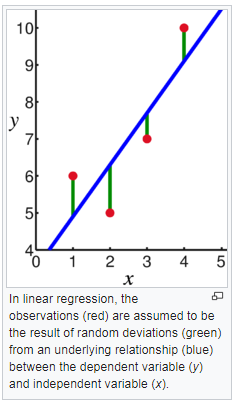 10
9
8
y
7
6
5
4
0 1 2 3 4 5
x
In linear regression, the
observations (red) are assumed to be
the result of random deviations (green)
from an underlying relationship (blue)
between the dependent variable (y)
and independent variable (x).